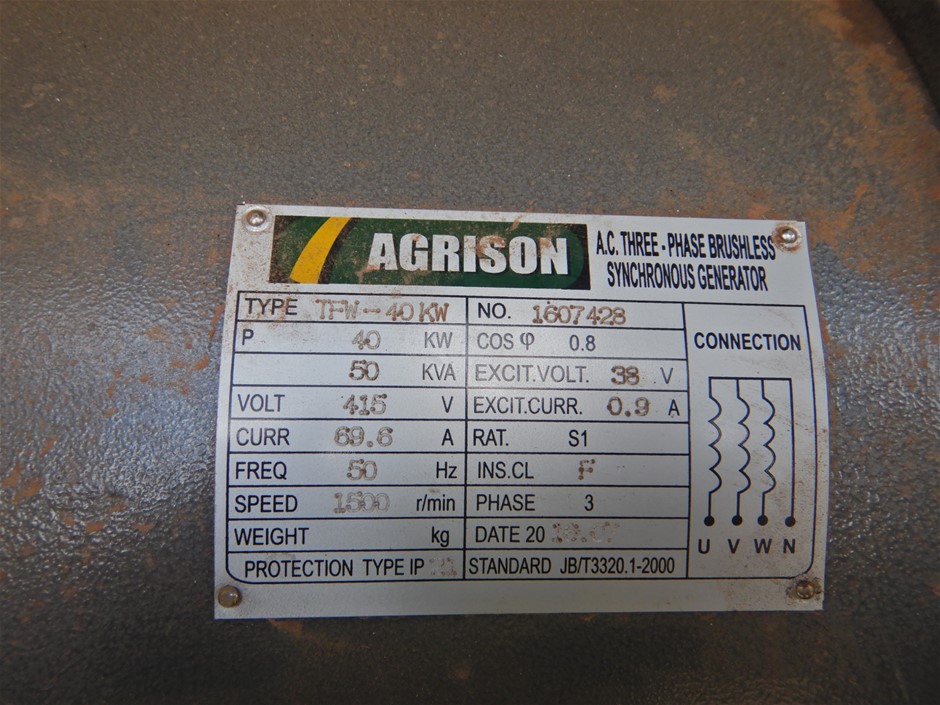 AGRISON
A.C. THREE - PHASE BRUSHLESS
SYNCHRONOUS GENERATOR
TYPE TFW-40KW NO. 1607428
P 40 KW COS φ 0.8
50 KVA EXCIT.VOLT. 38 V
VOLT 415 V EXCIT.CURR. 0.9 A
CURR 69.6 A RAT. S1
FREQ 50 Hz INS.CL F
SPEED 1500 r/min PHASE 3
WEIGHT kg DATE 20
PROTECTION TYPE IP STANDARD JB/T3320.1-2000
CONNECTION
U V W N